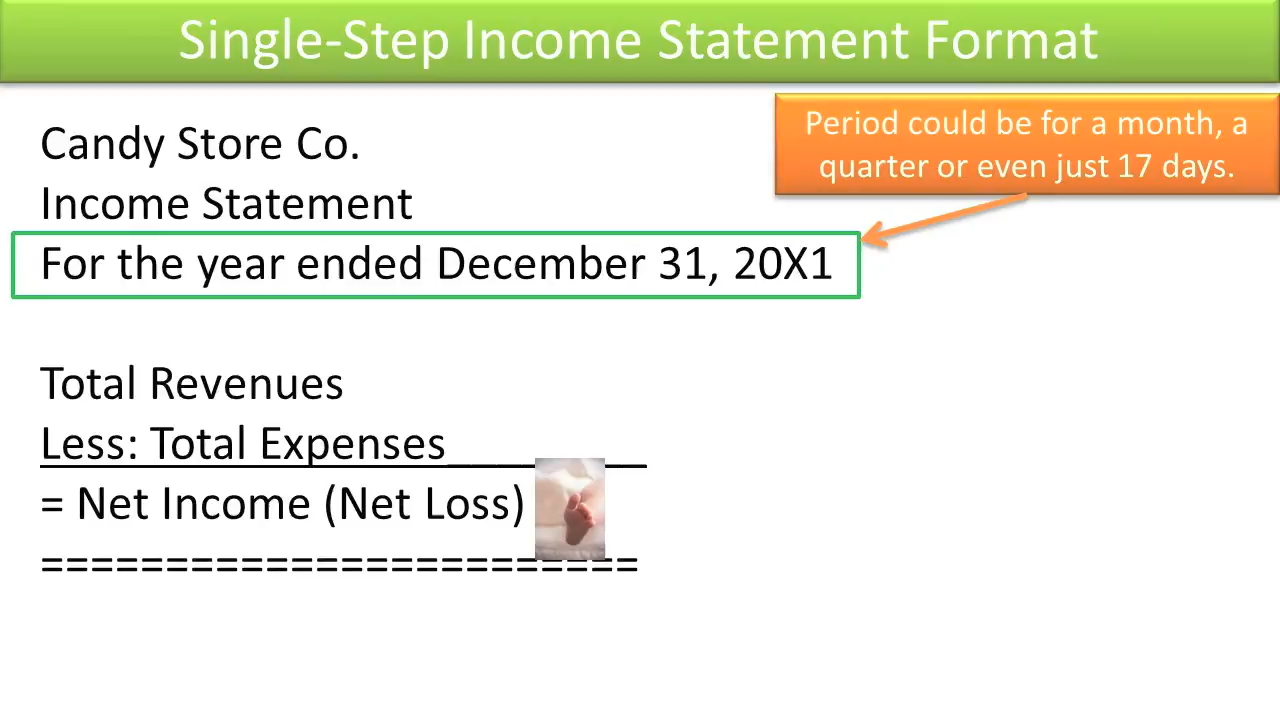 Single-Step Income Statement Format
Period could be for a month, a
quarter or even just 17 days.
Candy Store Co.
Income Statement
For the year ended December 31, 20X1
Total Revenues
Less: Total Expenses________
= Net Income (Net Loss)
========================